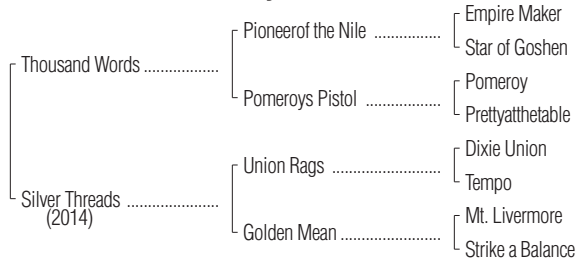 Empire Maker
Pioneerof the Nile ................
Star of Goshen
Thousand Words ..................
Pomeroy
Pomeroys Pistol ..................
Prettyatthetable
Dixie Union
Union Rags ..........................
Tempo
Silver Threads ......................
(2014)
Mt. Livermore
Golden Mean ........................
Strike a Balance